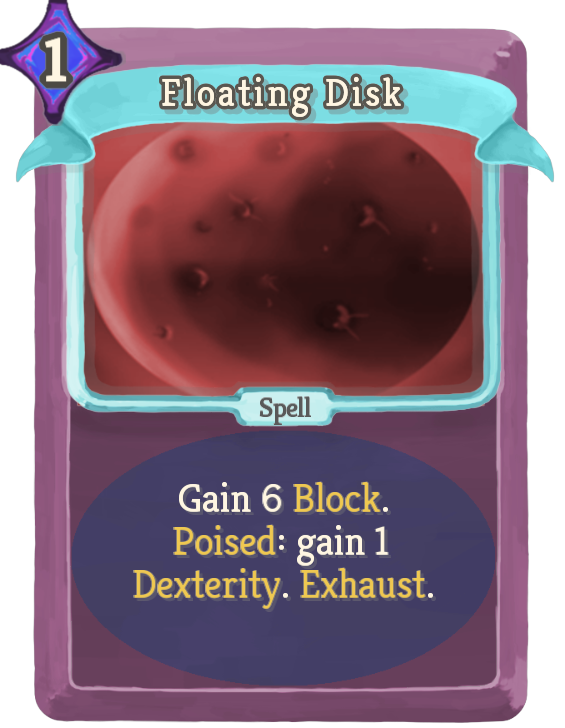 1
Floating Disk
Spell
Gain 6 Block.
Poised: gain 1
Dexterity. Exhaust.